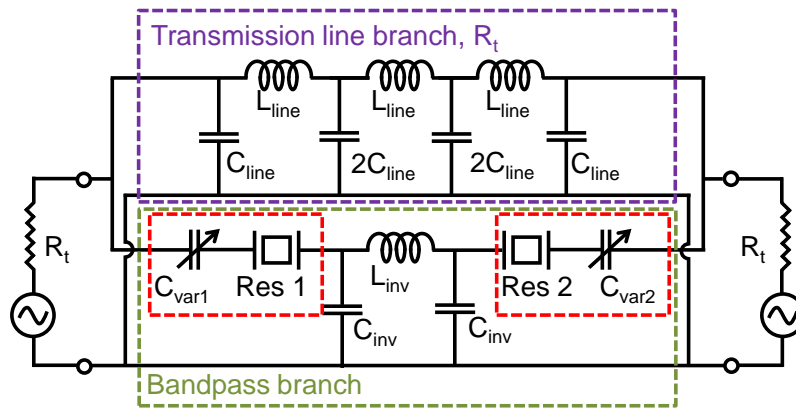 Transmission line branch, Rt
Lline Lline Lline
Cline 2Cline 2Cline Cline
Rt Rt
Cvar1 Res 1 Linv Res 2 Cvar2
Cinv Cinv
Bandpass branch